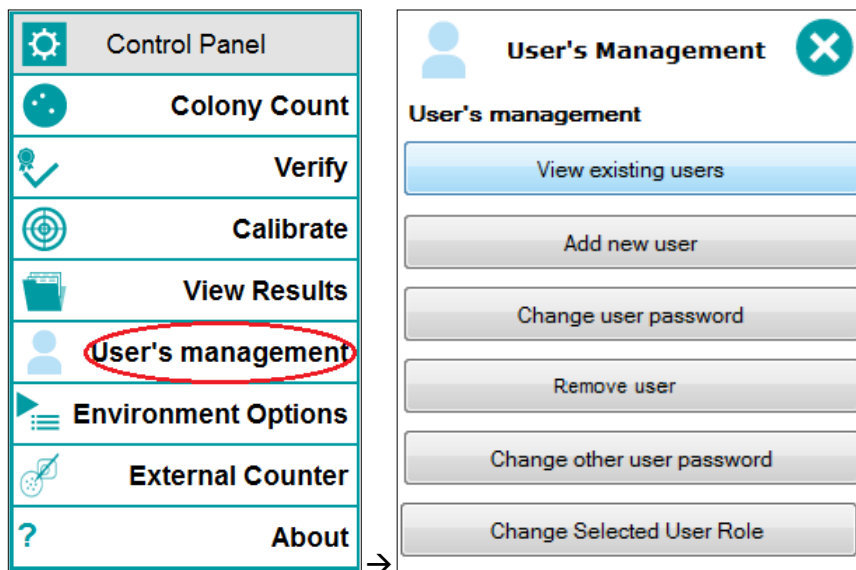 Control Panel
Colony Count
Verify
Calibrate
View Results
User's management
Environment Options
External Counter
? About
→
User's Management
User's management
View existing users
Add new user
Change user password
Remove user
Change other user password
Change Selected User Role